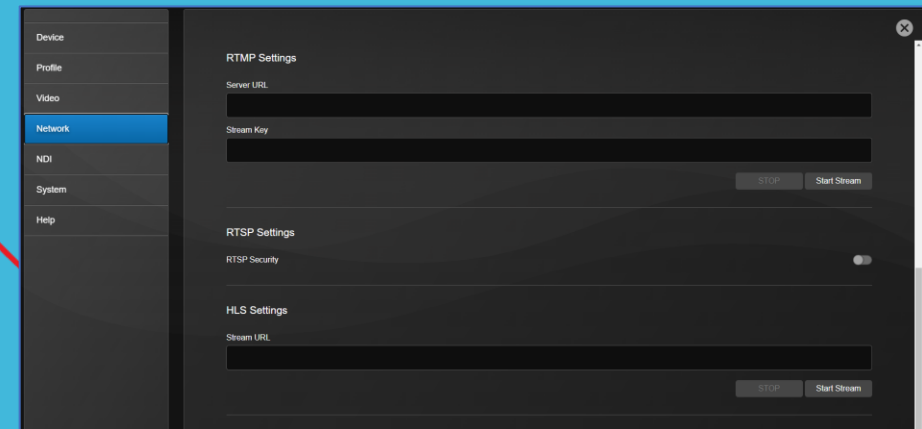 Device
Profile
Video
Network
NDI
System
Help
RTMP Settings
Server URL
Stream Key
STOP
Start Stream
RTSP Settings
RTSP Security
HLS Settings
Stream URL
STOP
Start Stream